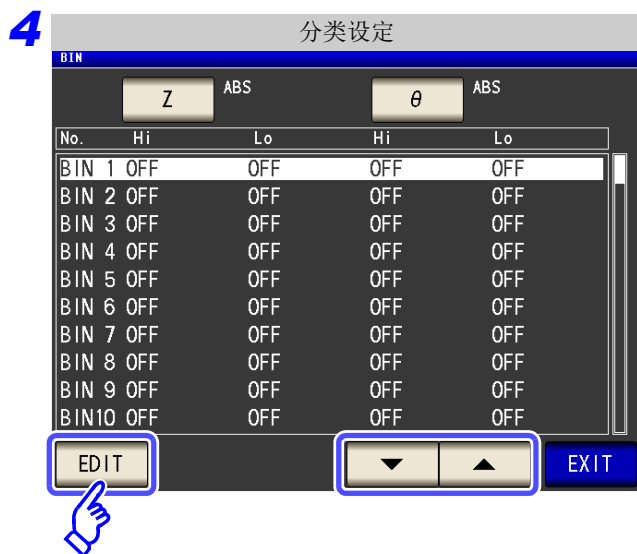 4
分类设定
BIN
Z ABS θ ABS
No. Hi Lo Hi Lo
BIN 1 OFF OFF OFF OFF
BIN 2 OFF OFF OFF OFF
BIN 3 OFF OFF OFF OFF
BIN 4 OFF OFF OFF OFF
BIN 5 OFF OFF OFF OFF
BIN 6 OFF OFF OFF OFF
BIN 7 OFF OFF OFF OFF
BIN 8 OFF OFF OFF OFF
BIN 9 OFF OFF OFF OFF
BIN10 OFF OFF OFF OFF
EDIT ▼ ▲ EXIT